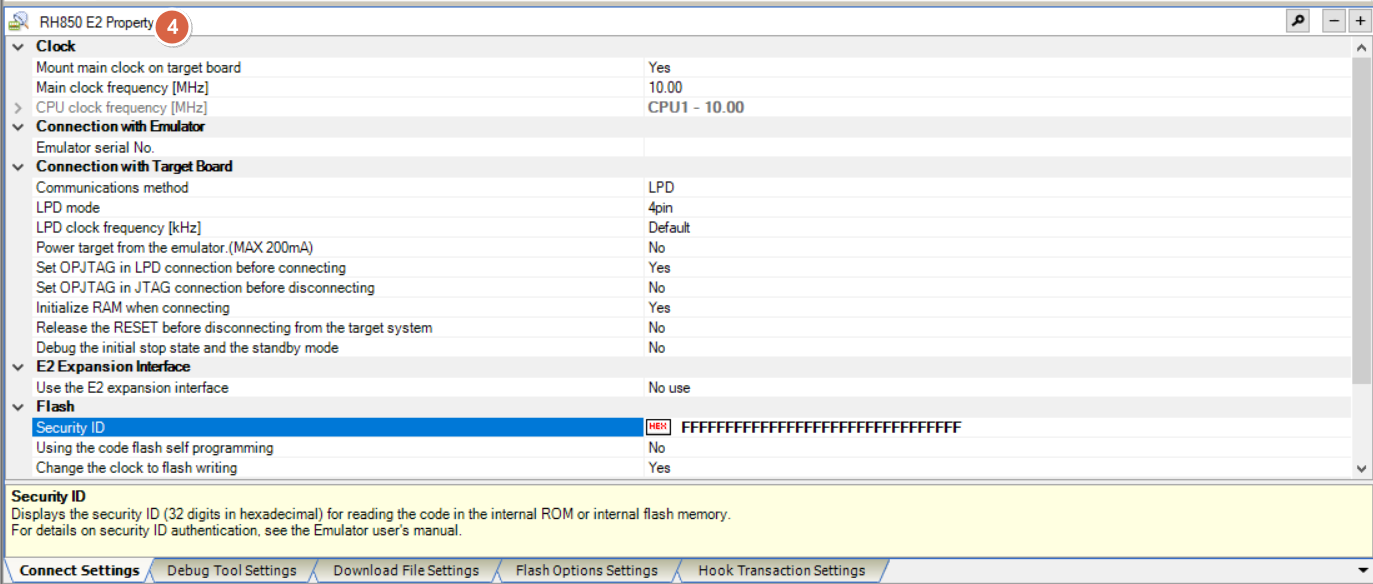 RH850 E2 Property
4
Clock
Mount main clock on target board Yes
Main clock frequency [MHz] 10.00
CPU clock frequency [MHz] CPU1 - 10.00
Connection with Emulator
Emulator serial No.
Connection with Target Board
Communications method LPD
LPD mode 4pin
LPD clock frequency [kHz] Default
Power target from the emulator.(MAX 200mA) No
Set OPJTAG in LPD connection before connecting Yes
Set OPJTAG in JTAG connection before disconnecting No
Initialize RAM when connecting Yes
Release the RESET before disconnecting from the target system No
Debug the initial stop state and the standby mode No
E2 Expansion Interface
Use the E2 expansion interface No use
Flash
Security ID HEX FFFFFFFFFFFFFFFFFFFFFFFFFFFFFFFF
Using the code flash self programming No
Change the clock to flash writing Yes
Security ID
Displays the security ID (32 digits in hexadecimal) for reading the code in the internal ROM or internal flash memory.
For details on security ID authentication, see the Emulator user's manual.
Connect Settings Debug Tool Settings Download File Settings Flash Options Settings Hook Transaction Settings